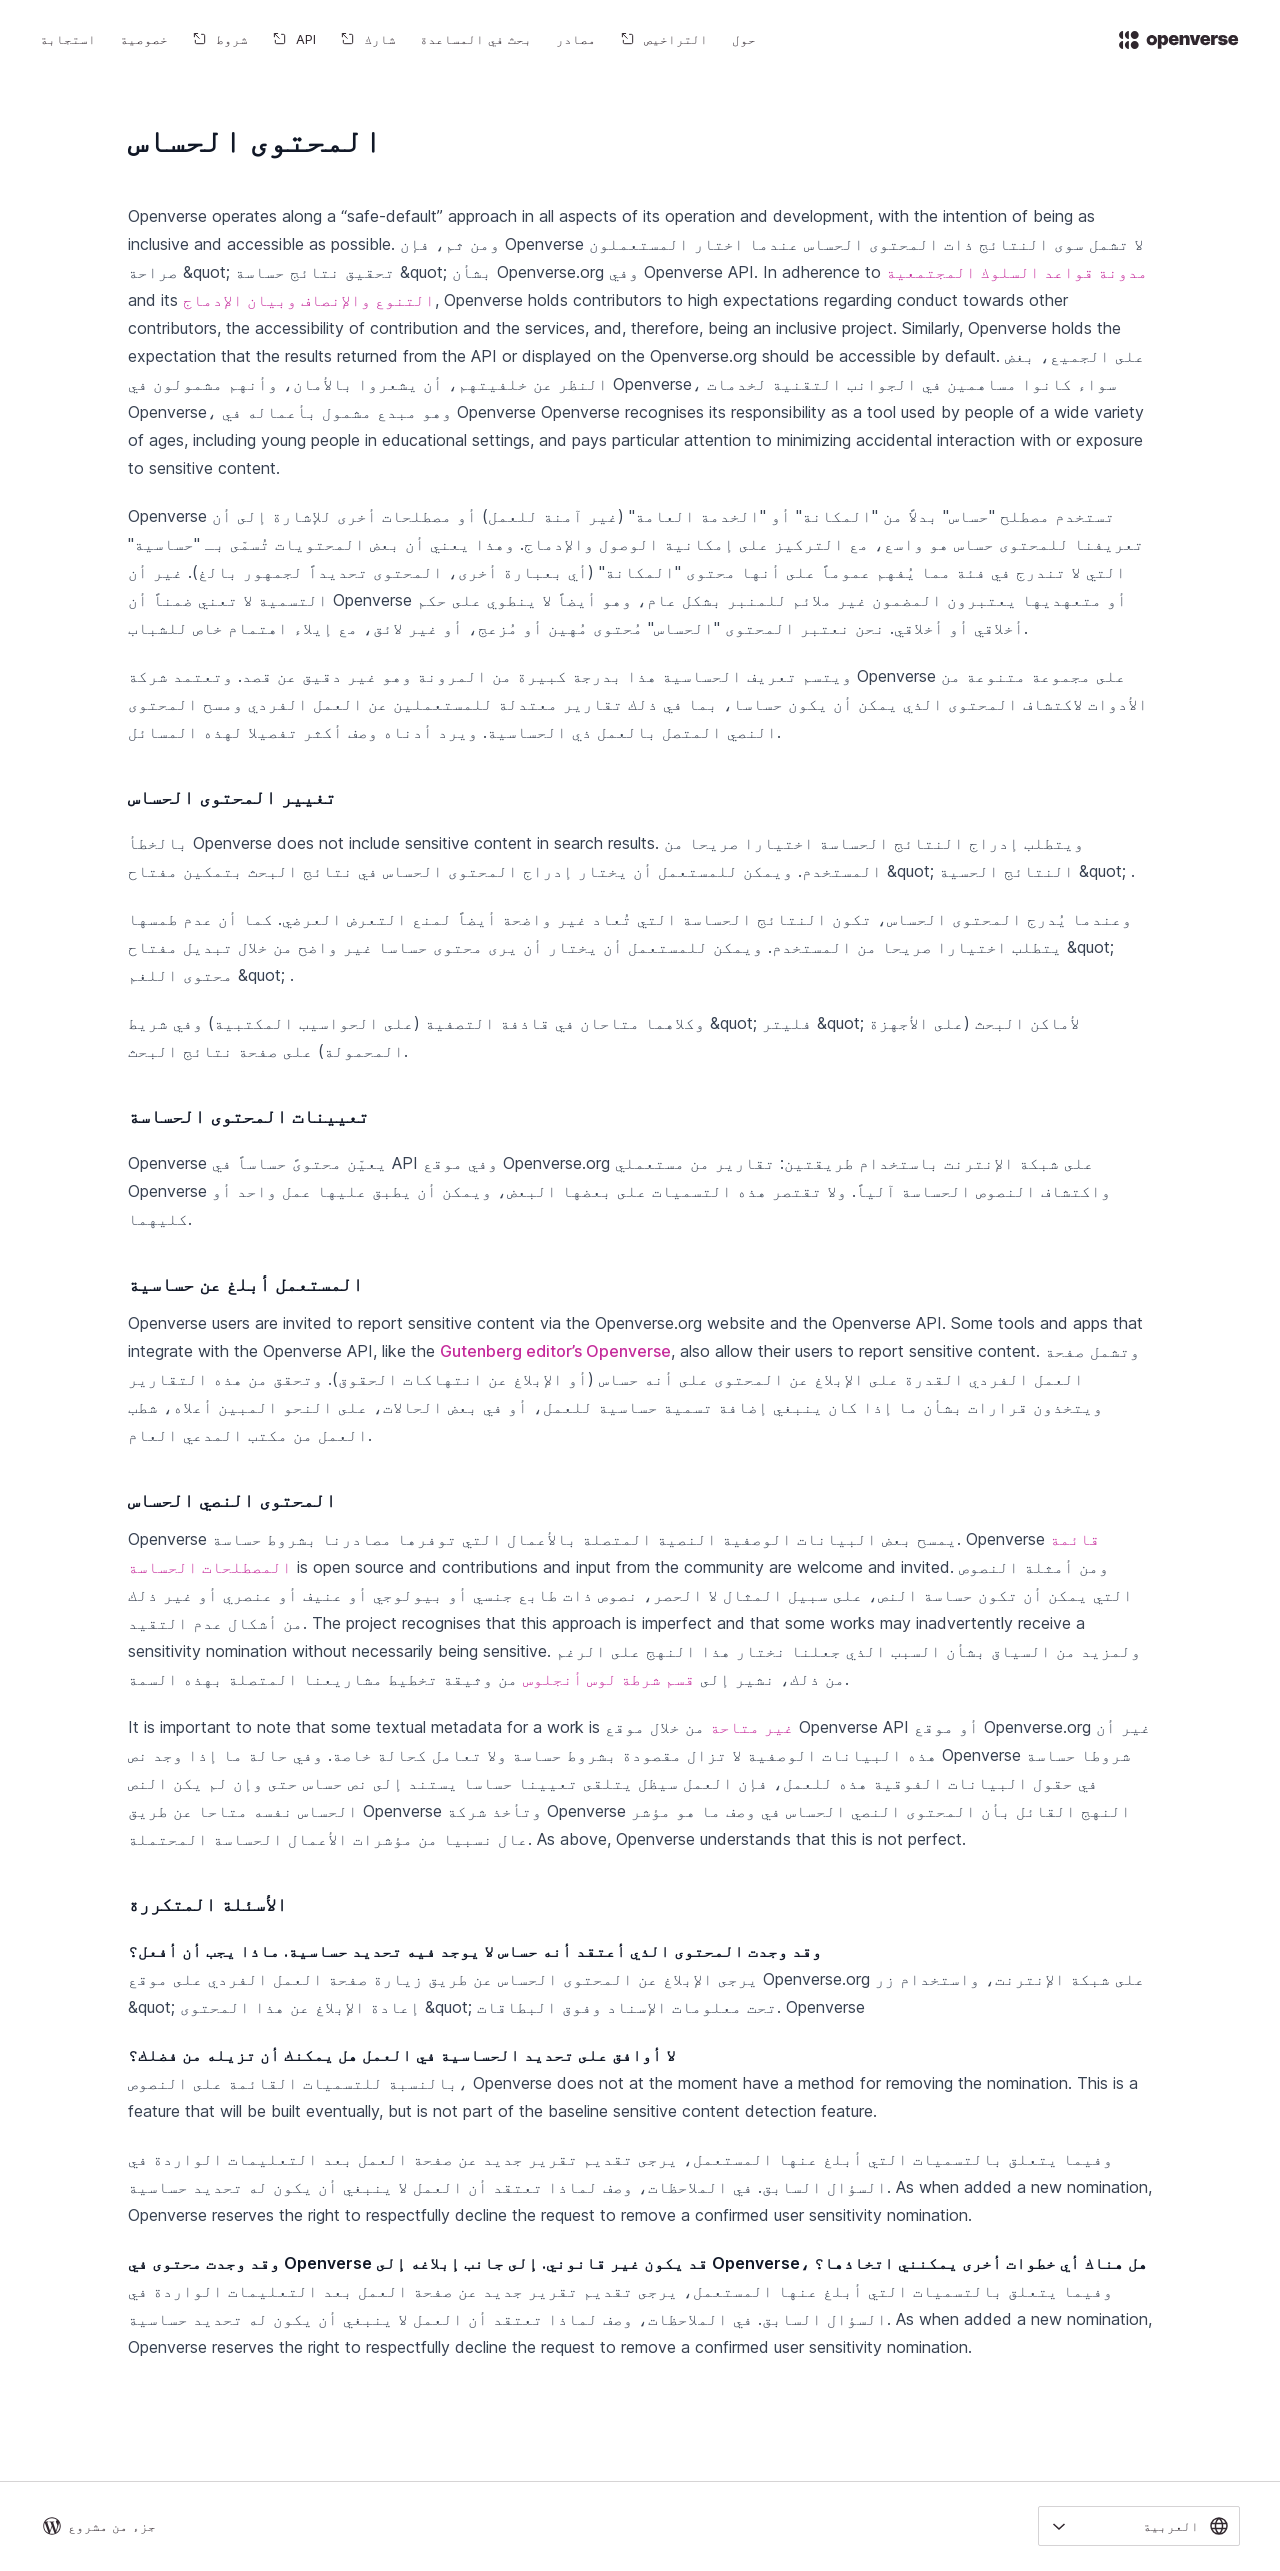 openverse
حول
التراخيص
مصادر
بحث في المساعدة
شارك
API
شروط
خصوصية
استجابة
المحتوى الحساس
Openverse operates along a “safe-default” approach in all aspects of its operation and development, with the intention of being as
inclusive and accessible as possible. ومن ثم، فإن Openverse لا تشمل سوى النتائج ذات المحتوى الحساس عندما اختار المستعملون
صراحة &quot; تحقيق نتائج حساسة &quot; بشأن Openverse.org وفي Openverse API. In adherence to مدونة قواعد السلوك المجتمعية
and its التنوع والإنصاف وبيان الإدماج, Openverse holds contributors to high expectations regarding conduct towards other
contributors, the accessibility of contribution and the services, and, therefore, being an inclusive project. Similarly, Openverse holds the
expectation that the results returned from the API or displayed on the Openverse.org should be accessible by default. على الجميع، بغض
النظر عن خلفيتهم، أن يشعروا بالأمان، وأنهم مشمولون في Openverse، سواء كانوا مساهمين في الجوانب التقنية لخدمات
Openverse، وهو مبدع مشمول بأعماله في Openverse Openverse recognises its responsibility as a tool used by people of a wide variety
of ages, including young people in educational settings, and pays particular attention to minimizing accidental interaction with or exposure
to sensitive content.
Openverse تستخدم مصطلح "حساس" بدلاً من "المكانة" أو "الخدمة العامة" (غير آمنة للعمل) أو مصطلحات أخرى للإشارة إلى أن
تعريفنا للمحتوى حساس هو واسع، مع التركيز على إمكانية الوصول والإدماج. وهذا يعني أن بعض المحتويات تُسمّى بـ "حساسية"
التي لا تندرج في فئة مما يُفهم عموماً على أنها محتوى "المكانة" (أي بعبارة أخرى، المحتوى تحديداً لجمهور بالغ). غير أن
التسمية لا تعني ضمناً أن Openverse أو متعهديها يعتبرون المضمون غير ملائم للمنبر بشكل عام، وهو أيضاً لا ينطوي على حكم
أخلاقي أو أخلاقي. نحن نعتبر المحتوى "الحساس" مُحتوى مُهين أو مُزعج، أو غير لائق، مع إيلاء اهتمام خاص للشباب.
ويتسم تعريف الحساسية هذا بدرجة كبيرة من المرونة وهو غير دقيق عن قصد. وتعتمد شركة Openverse على مجموعة متنوعة من
الأدوات لاكتشاف المحتوى الذي يمكن أن يكون حساسا، بما في ذلك تقارير معتدلة للمستعملين عن العمل الفردي ومسح المحتوى
النصي المتصل بالعمل ذي الحساسية. ويرد أدناه وصف أكثر تفصيلا لهذه المسائل.
تغيير المحتوى الحساس
بالخطأ Openverse does not include sensitive content in search results. ويتطلب إدراج النتائج الحساسة اختيارا صريحا من
المستخدم. ويمكن للمستعمل أن يختار إدراج المحتوى الحساس في نتائج البحث بتمكين مفتاح &quot; النتائج الحسية &quot; .
وعندما يُدرج المحتوى الحساس، تكون النتائج الحساسة التي تُعاد غير واضحة أيضاً لمنع التعرض العرضي. كما أن عدم طمسها
يتطلب اختيارا صريحا من المستخدم. ويمكن للمستعمل أن يختار أن يرى محتوى حساسا غير واضح من خلال تبديل مفتاح &quot;
محتوى اللغم &quot; .
وكلاهما متاحان في قاذفة التصفية (على الحواسيب المكتبية) وفي شريط &quot; فليتر &quot; لأماكن البحث (على الأجهزة
المحمولة) على صفحة نتائج البحث.
تعيينات المحتوى الحساسة
Openverse يعيّن محتوىً حساساً في API وفي موقع Openverse.org على شبكة الإنترنت باستخدام طريقتين: تقارير من مستعملي
Openverse واكتشاف النصوص الحساسة آلياً. ولا تقتصر هذه التسميات على بعضها البعض، ويمكن أن يطبق عليها عمل واحد أو
كليهما.
المستعمل أبلغ عن حساسية
Openverse users are invited to report sensitive content via the Openverse.org website and the Openverse API. Some tools and apps that
integrate with the Openverse API, like the Gutenberg editor’s Openverse, also allow their users to report sensitive content. وتشمل صفحة
العمل الفردي القدرة على الإبلاغ عن المحتوى على أنه حساس (أو الإبلاغ عن انتهاكات الحقوق). وتحقق من هذه التقارير
ويتخذون قرارات بشأن ما إذا كان ينبغي إضافة تسمية حساسية للعمل، أو في بعض الحالات، على النحو المبين أعلاه، شطب
العمل من مكتب المدعي العام.
المحتوى النصي الحساس
Openverse يمسح بعض البيانات الوصفية النصية المتصلة بالأعمال التي توفرها مصادرنا بشروط حساسة. Openverse قائمة
المصطلحات الحساسة is open source and contributions and input from the community are welcome and invited. ومن أمثلة النصوص
التي يمكن أن تكون حساسة النص، على سبيل المثال لا الحصر، نصوص ذات طابع جنسي أو بيولوجي أو عنيف أو عنصري أو غير ذلك
من أشكال عدم التقيد. The project recognises that this approach is imperfect and that some works may inadvertently receive a
sensitivity nomination without necessarily being sensitive. ولمزيد من السياق بشأن السبب الذي جعلنا نختار هذا النهج على الرغم
من ذلك، نشير إلى قسم شرطة لوس أنجلوس من وثيقة تخطيط مشاريعنا المتصلة بهذه السمة.
It is important to note that some textual metadata for a work is غير متاحة من خلال موقع Openverse API أو موقع Openverse.org غير أن
هذه البيانات الوصفية لا تزال مقصودة بشروط حساسة ولا تعامل كحالة خاصة. وفي حالة ما إذا وجد نص Openverse شروطا حساسة
في حقول البيانات الفوقية هذه للعمل، فإن العمل سيظل يتلقى تعيينا حساسا يستند إلى نص حساس حتى وإن لم يكن النص
الحساس نفسه متاحا عن طريق Openverse وتأخذ شركة Openverse النهج القائل بأن المحتوى النصي الحساس في وصف ما هو مؤشر
عال نسبيا من مؤشرات الأعمال الحساسة المحتملة. As above, Openverse understands that this is not perfect.
الأسئلة المتكررة
وقد وجدت المحتوى الذي أعتقد أنه حساس لا يوجد فيه تحديد حساسية. ماذا يجب أن أفعل؟
يرجى الإبلاغ عن المحتوى الحساس عن طريق زيارة صفحة العمل الفردي على موقع Openverse.org على شبكة الإنترنت، واستخدام زر
&quot; إعادة الإبلاغ عن هذا المحتوى &quot; تحت معلومات الإسناد وفوق البطاقات. Openverse
لا أوافق على تحديد الحساسية في العمل هل يمكنك أن تزيله من فضلك؟
بالنسبة للتسميات القائمة على النصوص، Openverse does not at the moment have a method for removing the nomination. This is a
feature that will be built eventually, but is not part of the baseline sensitive content detection feature.
وفيما يتعلق بالتسميات التي أبلغ عنها المستعمل، يرجى تقديم تقرير جديد عن صفحة العمل بعد التعليمات الواردة في
السؤال السابق. في الملاحظات، وصف لماذا تعتقد أن العمل لا ينبغي أن يكون له تحديد حساسية. As when added a new nomination,
Openverse reserves the right to respectfully decline the request to remove a confirmed user sensitivity nomination.
وقد وجدت محتوى في Openverse قد يكون غير قانوني. إلى جانب إبلاغه إلى Openverse، هل هناك أي خطوات أخرى يمكنني اتخاذها؟
وفيما يتعلق بالتسميات التي أبلغ عنها المستعمل، يرجى تقديم تقرير جديد عن صفحة العمل بعد التعليمات الواردة في
السؤال السابق. في الملاحظات، وصف لماذا تعتقد أن العمل لا ينبغي أن يكون له تحديد حساسية. As when added a new nomination,
Openverse reserves the right to respectfully decline the request to remove a confirmed user sensitivity nomination.
العربية
جزء من مشروع